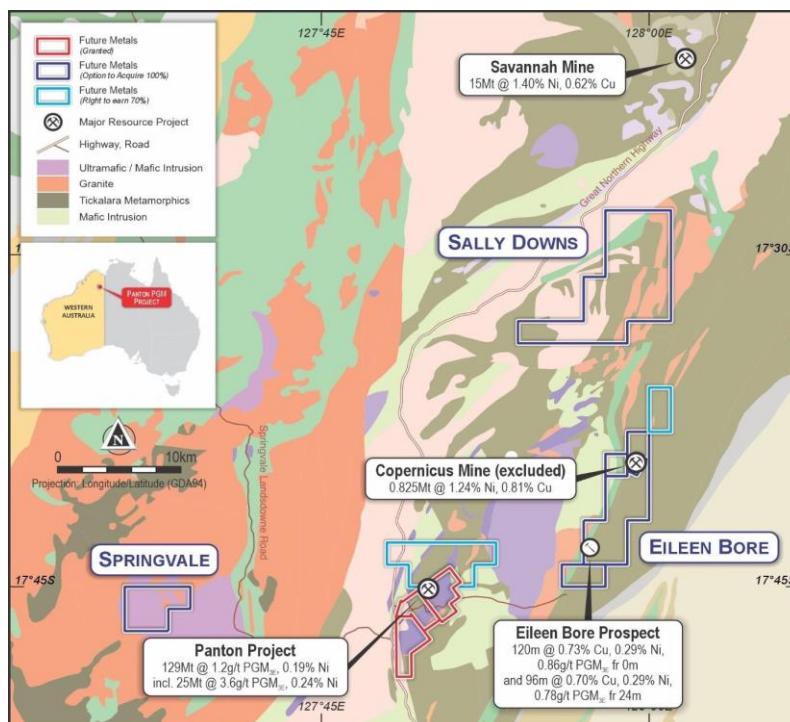 127°45E
128°00E
Future Metals
(Granted)
Future Metals
(Option to Acquire 100%)
Future Metals
(Right to earn 70%)
Major Resource Project
Highway, Road
Ultramafic / Mafic Intrusion
Granite
Tickalara Metamorphics
Mafic Intrusion
Savannah Mine
15Mt @ 1.40% Ni, 0.62% Cu
Great Northern Highway
SALLY DOWNS
17°30
WESTERN
AUSTRALIA
PANTON PGM
PROJECT
N
0
10km
Projection: Longitude/Latitude (GDA94)
Springvale Landsdowne Road
Copernicus Mine (excluded)
0.825Mt @ 1.24% Ni, 0.81% Cu
SPRINGVALE
EILEEN BORE
17°45S
17°45
Panton Project
129Mt @ 1.2g/t PGM3E, 0.19% Ni
incl. 25Mt @ 3.6g/t PGM3E, 0.24% Ni
Eileen Bore Prospect
120m @ 0.73% Cu, 0.29% Ni,
0.86g/t PGM3E fr 0m
and 96m @ 0.70% Cu, 0.29% Ni,
0.78g/t PGM3E fr 24m
127°45E